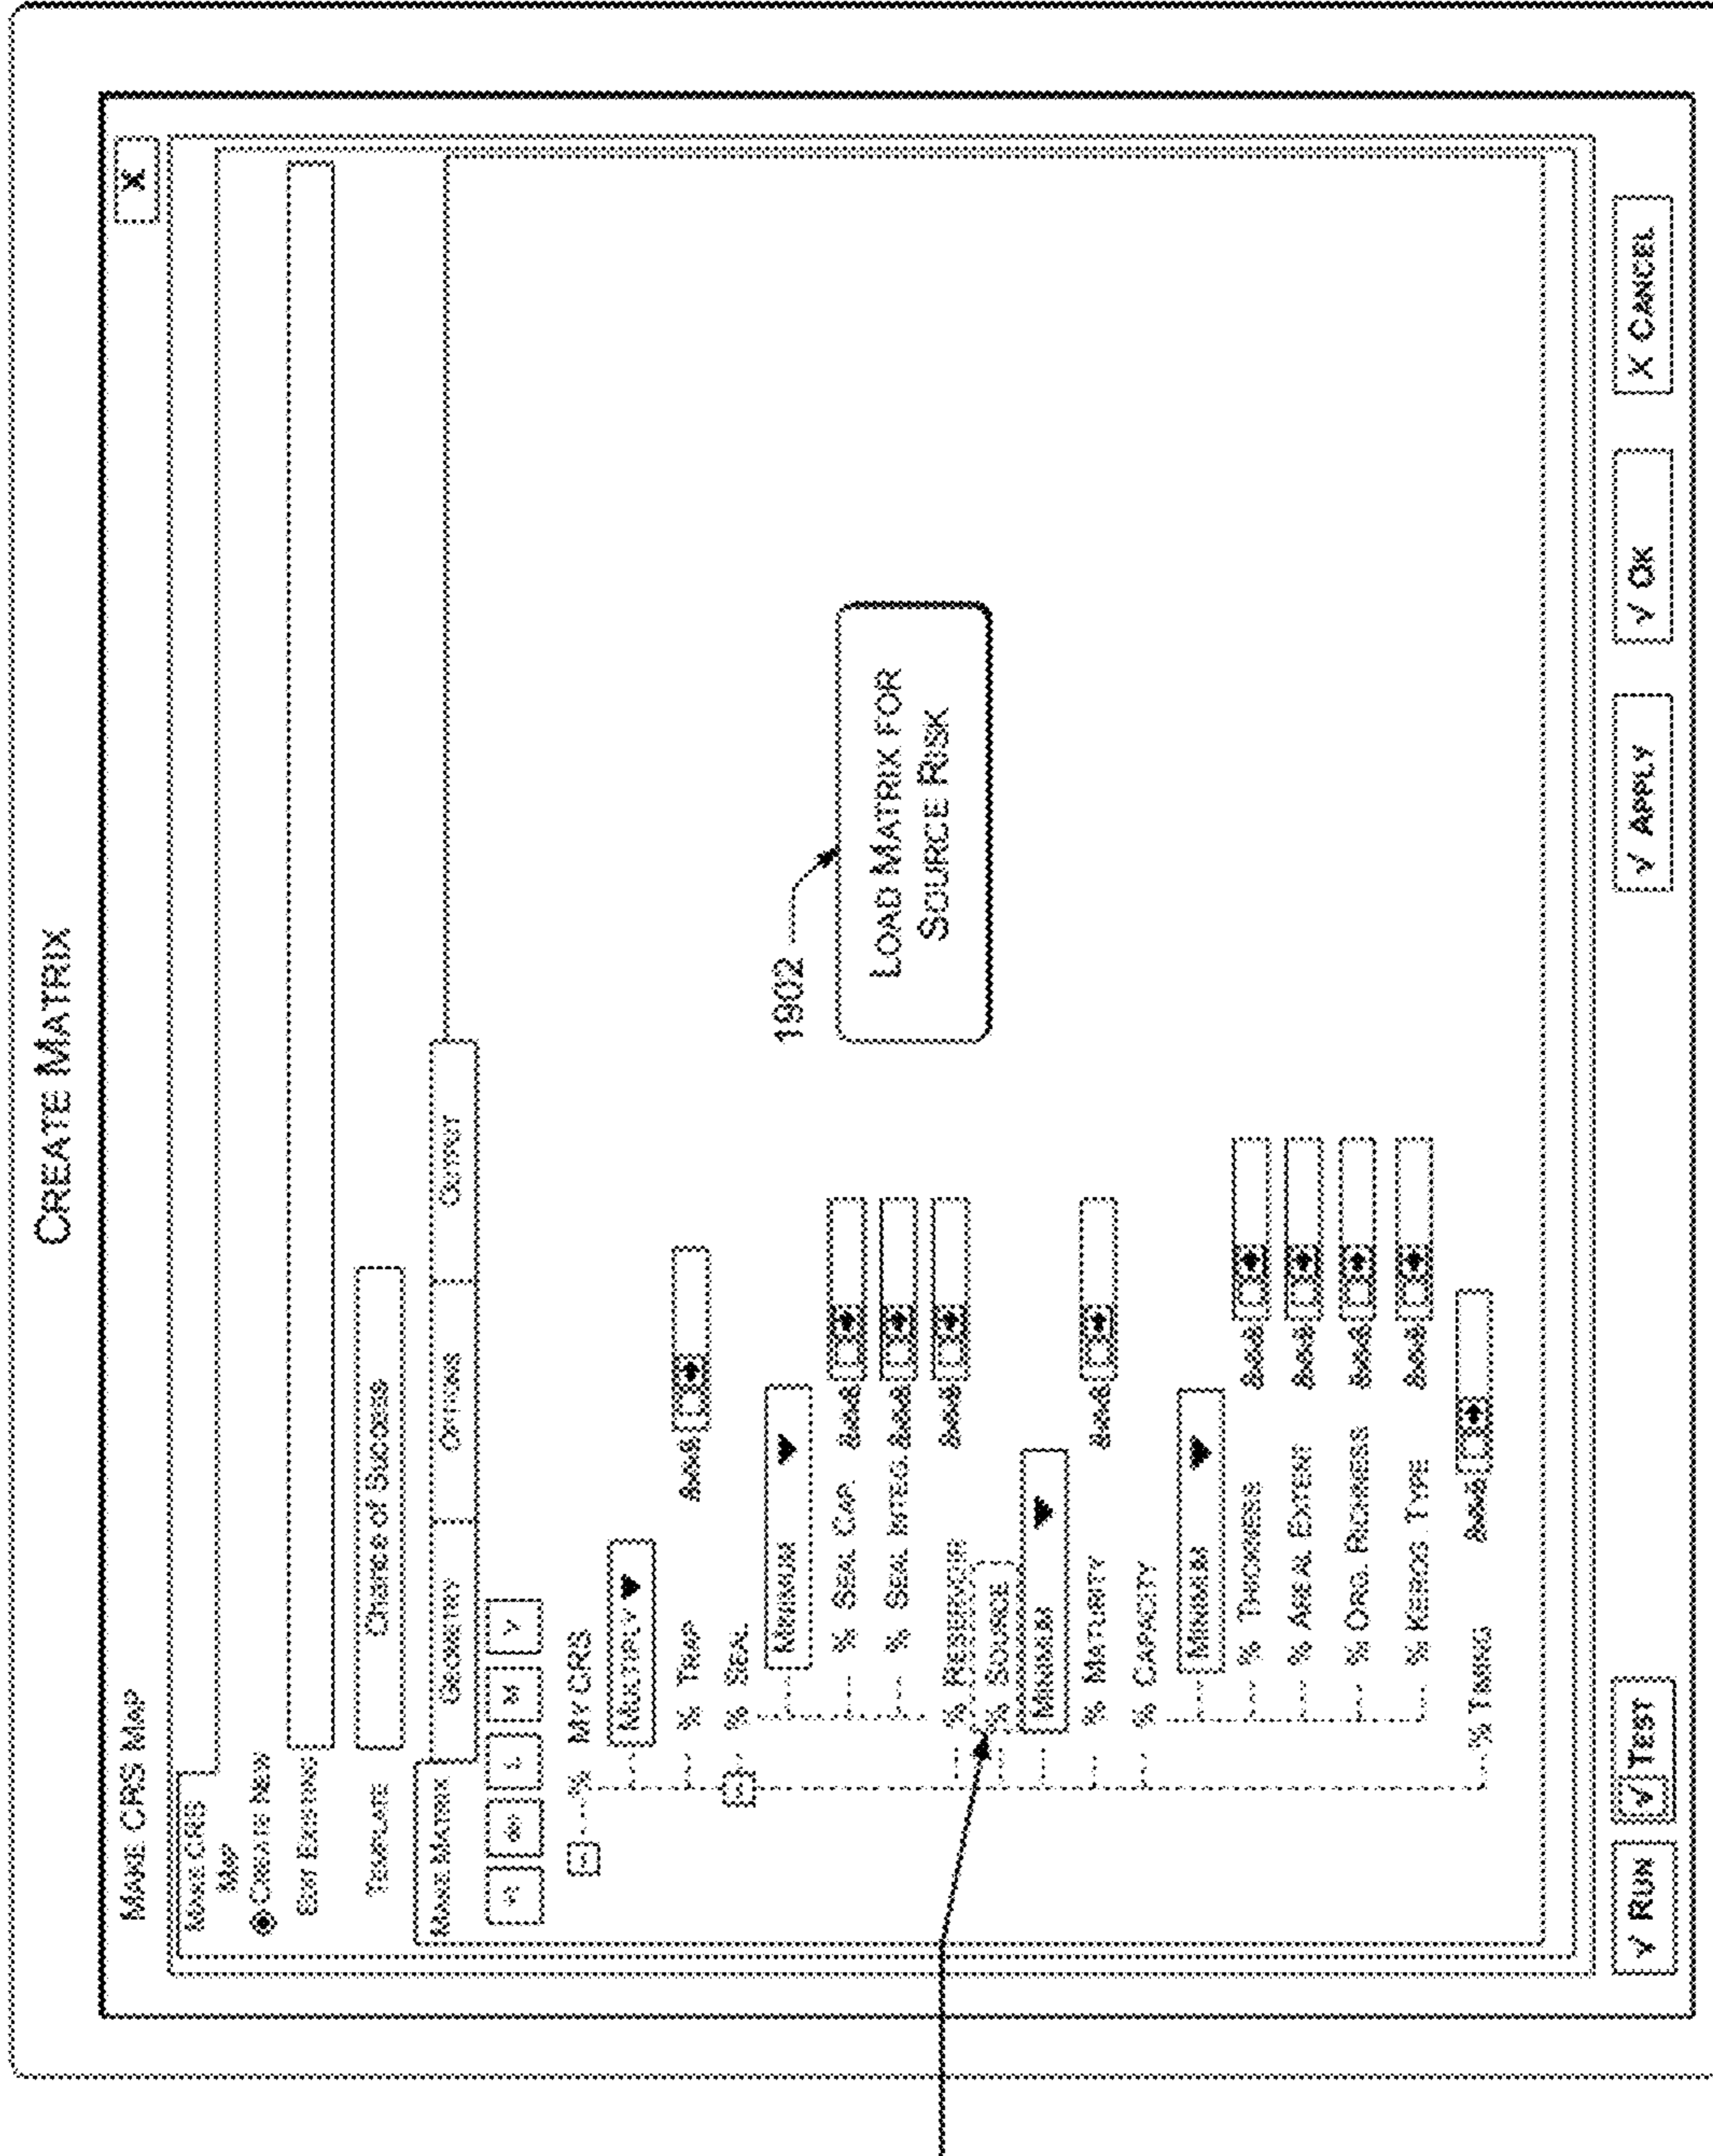 CREATE MATRIX
MAKE CRS MAP
X
MAKE CRS
MAP
CREATE NEW
EDIT EXISTING
TEMPLATE
Chance of Success
MAKE MATRIX
GEOMETRY
OPTIONS
OUTPUT
% MY CRS
MULTIPLY
% TRAP
% SEAL
MINIMUM
% SEAL CAP.
% SEAL INTEG.
% RESERVOIR
% SOURCE
MINIMUM
% MATURITY
% CAPACITY
MINIMUM
% THICKNESS
% AREAL EXTENT
% ORG. RICHNESS
% KEROG. TYPE
% TIMING
1902
LOAD MATRIX FOR
SOURCE RISK
√ RUN
√ TEST
√ APPLY
√ OK
X CANCEL